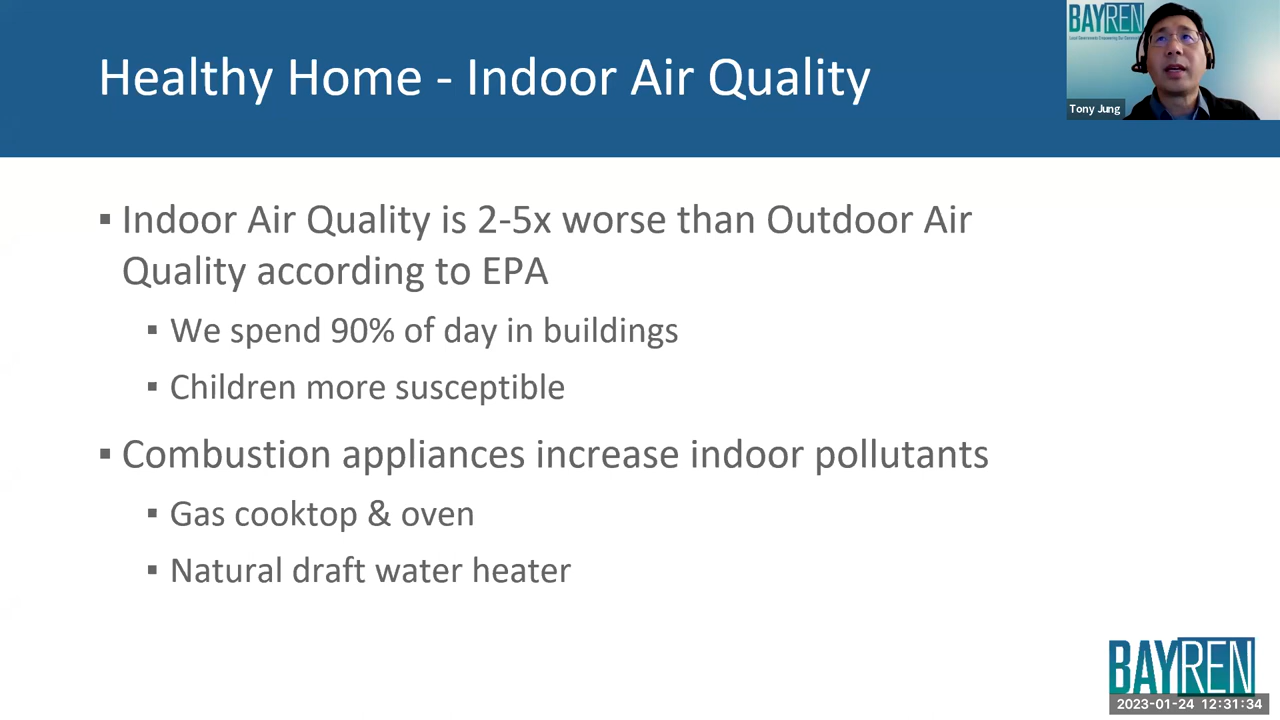 Healthy Home - Indoor Air Quality
BAYREN
Tony Jung
▪ Indoor Air Quality is 2-5x worse than Outdoor Air
Quality according to EPA
▪ We spend 90% of day in buildings
▪ Children more susceptible
▪ Combustion appliances increase indoor pollutants
▪ Gas cooktop & oven
▪ Natural draft water heater
BAYREN
2023-01-24 12:31:34